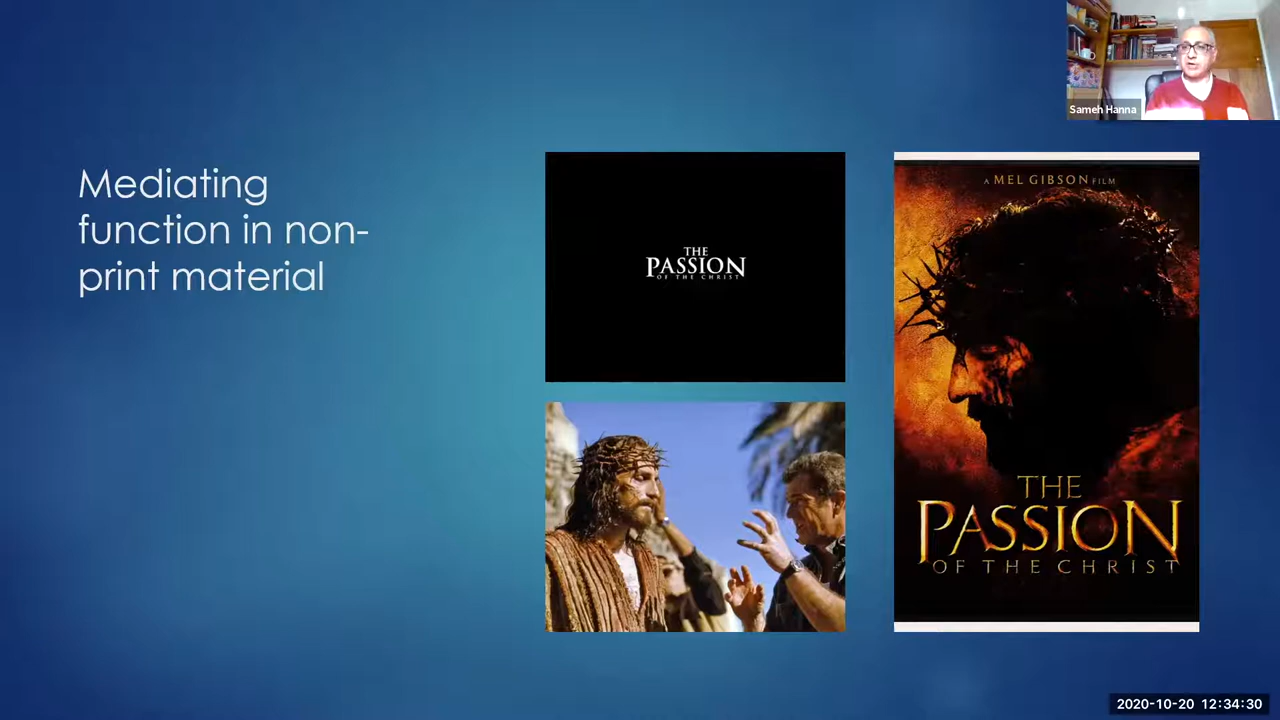 Sameh Hanna
Mediating
function in non-
print material
THE
PASSION
OF THE CHRIST
A MEL GIBSON FILM
THE
PASSION
OF THE CHRIST
2020-10-20 12:34:30